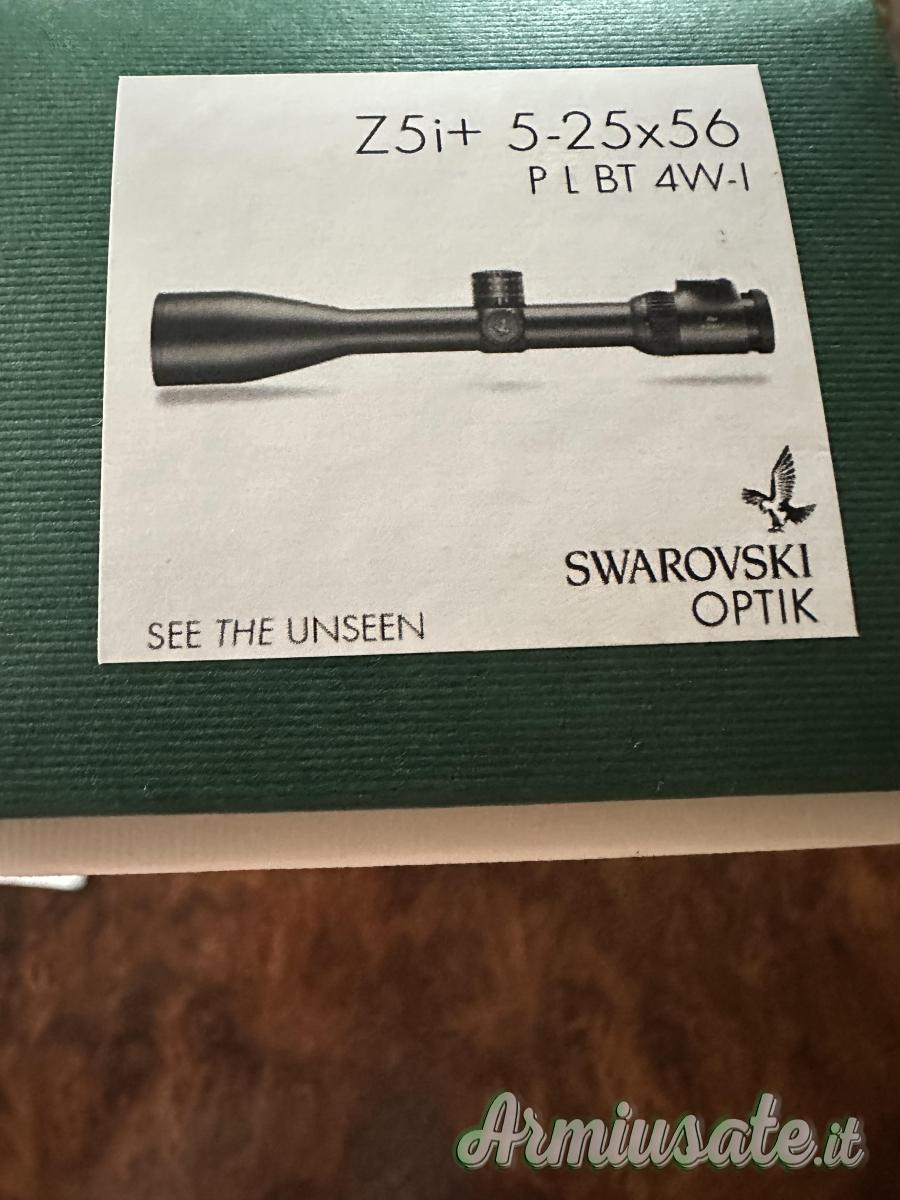 Z5i+ 5-25x56
P L BT 4W-I
SWAROVSKI
OPTIK
SEE THE UNSEEN
Armiusate.it